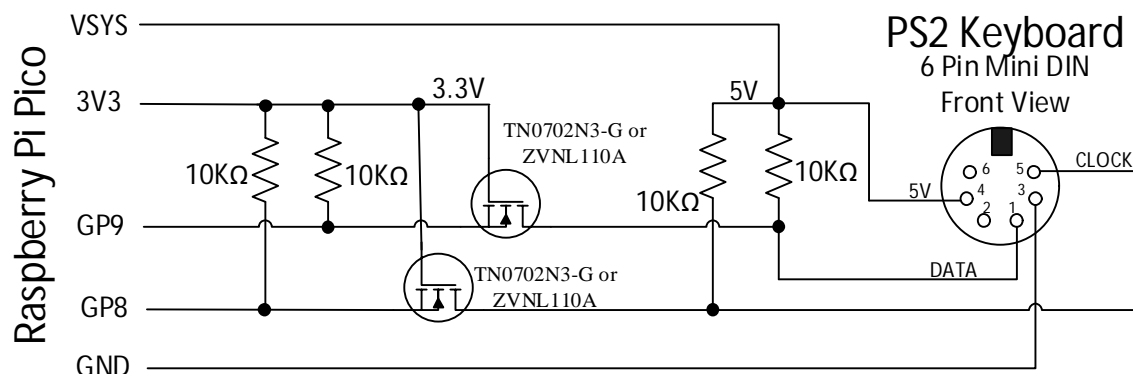 Raspberry Pi Pico
VSYS
3V3
GP9
GP8
GND
10KΩ
10KΩ
3.3V
TN0702N3-G or
ZVNL110A
TN0702N3-G or
ZVNL110A
5V
10KΩ
10KΩ
PS2 Keyboard
6 Pin Mini DIN
Front View
6
5
4
3
2
1
CLOCK
5V
DATA